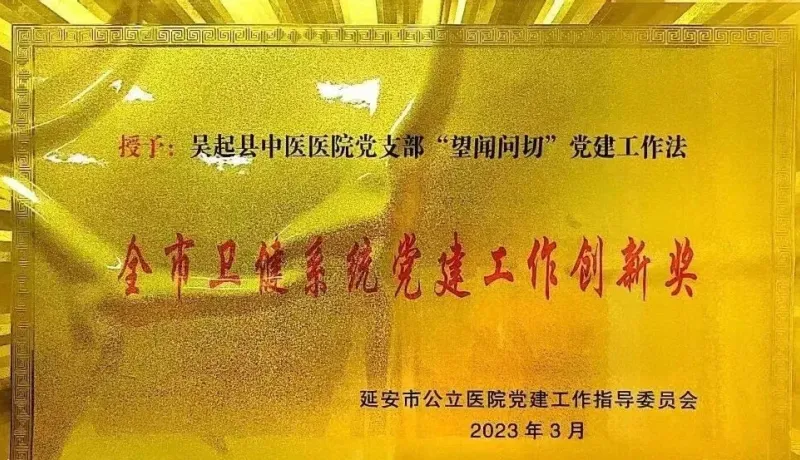 授予：吴起县中医医院党支部“望闻问切”党建工作法
全市卫健系统党建工作创新奖
延安市公立医院党建工作指导委员会
2023年3月